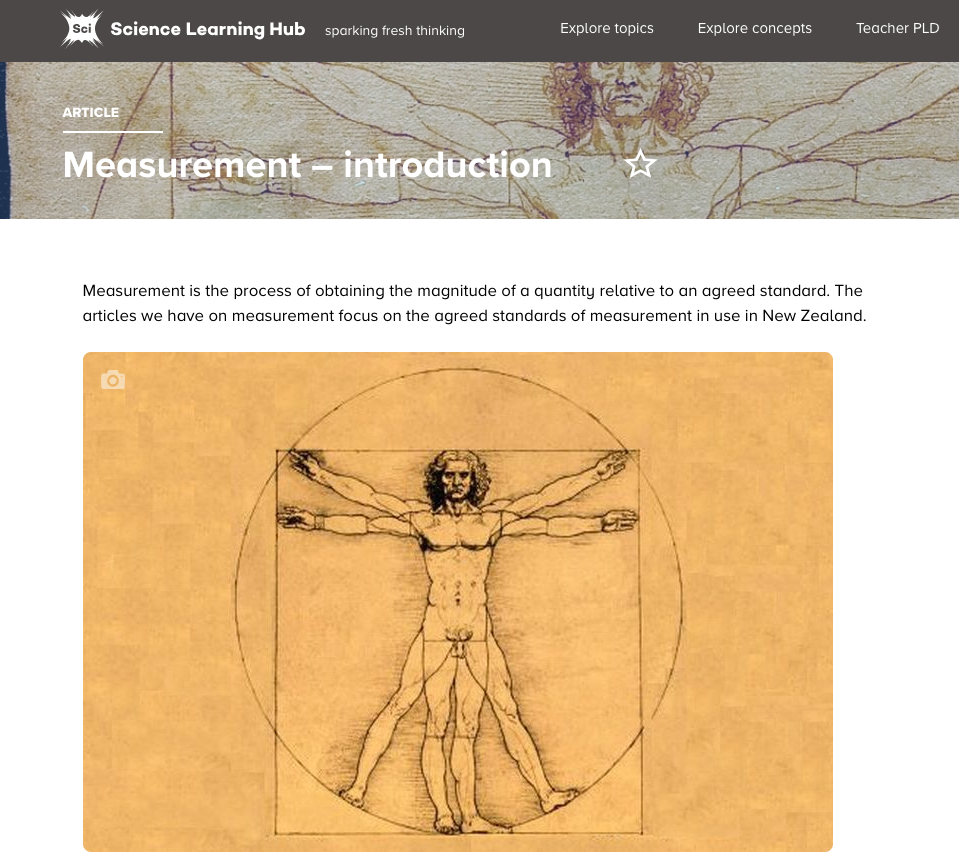 Sci Science Learning Hub sparking fresh thinking Explore topics Explore concepts Teacher PLD
ARTICLE
Measurement – introduction
Measurement is the process of obtaining the magnitude of a quantity relative to an agreed standard. The
articles we have on measurement focus on the agreed standards of measurement in use in New Zealand.